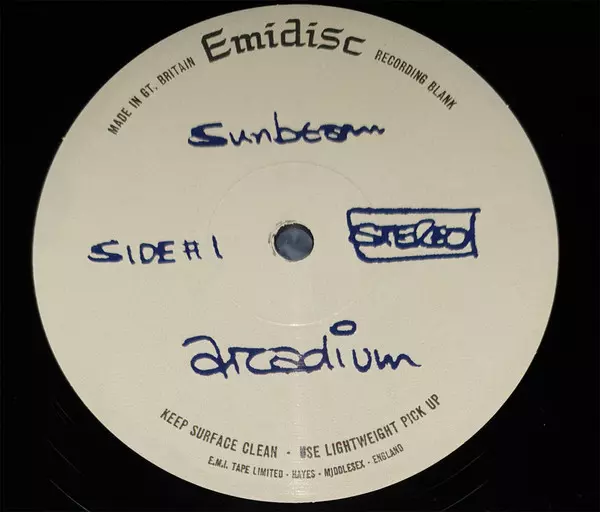 Emidisc
MADE IN GT. BRITAIN
RECORDING BLANK
Sunbeam
SIDE #1
STEREO
arcadium
KEEP SURFACE CLEAN - USE LIGHTWEIGHT PICK UP
E.M.I. TAPE LIMITED - HAYES - MIDDLESEX - ENGLAND